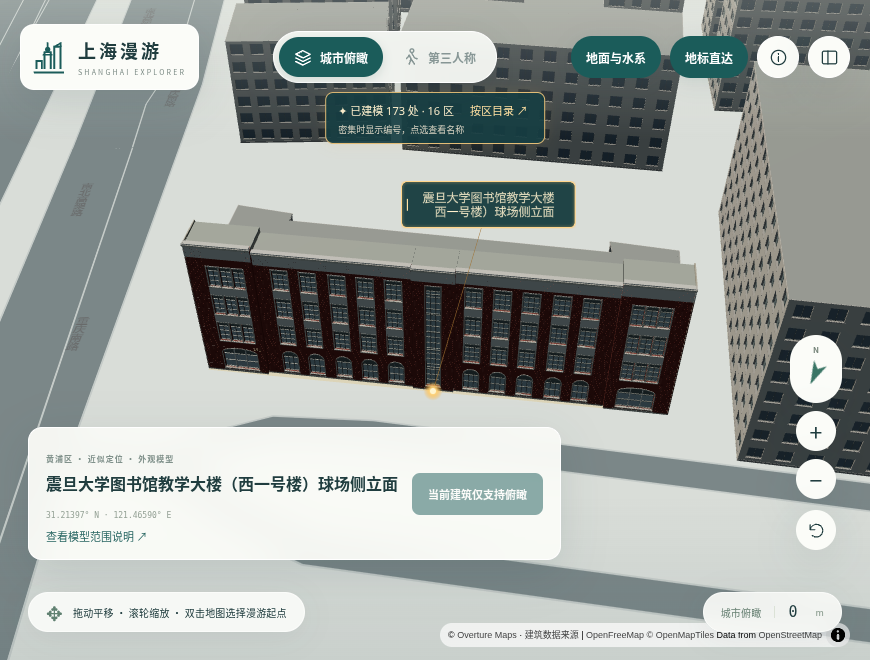 上海漫游
SHANGHAI EXPLORER
城市俯瞰
第三人称
地面与水系
地标直达
✦ 已建模 173 处 · 16 区 按区目录 ↗
密集时显示编号，点选查看名称
震旦大学图书馆教学大楼
西一号楼）球场侧立面
N
黄浦区 · 近似定位 · 外观模型
震旦大学图书馆教学大楼（西一号楼）球场侧立面
当前建筑仅支持俯瞰
31.21397° N · 121.46590° E
查看模型范围说明 ↗
拖动平移 · 滚轮缩放 · 双击地图选择漫游起点
城市俯瞰 0 m
© Overture Maps · 建筑数据来源 | OpenFreeMap © OpenMapTiles Data from OpenStreetMap